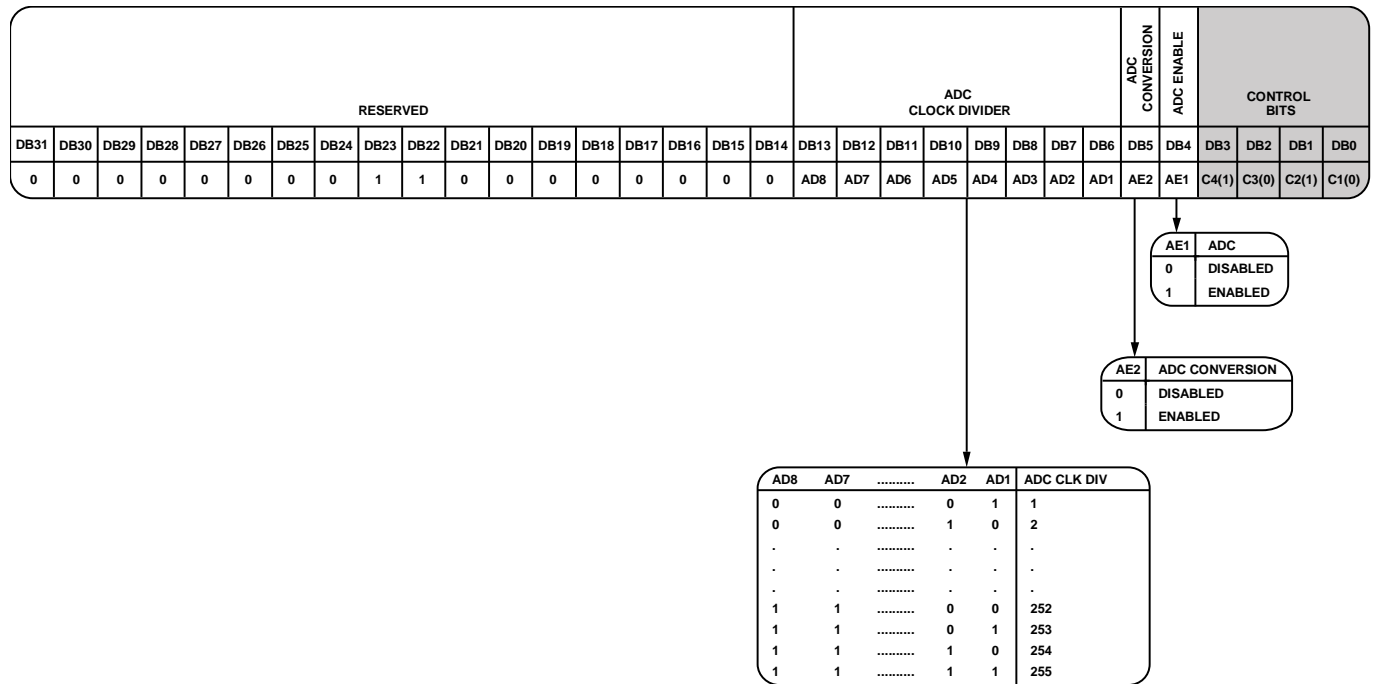 RESERVED
ADC
CLOCK DIVIDER
ADC
CONVERSION
ADC ENABLE
CONTROL
BITS
DB31 DB30 DB29 DB28 DB27 DB26 DB25 DB24 DB23 DB22 DB21 DB20 DB19 DB18 DB17 DB16 DB15 DB14 DB13 DB12 DB11 DB10 DB9 DB8 DB7 DB6 DB5 DB4 DB3 DB2 DB1 DB0
0 0 0 0 0 0 0 0 1 1 0 0 0 0 0 0 0 0 AD8 AD7 AD6 AD5 AD4 AD3 AD2 AD1 AE2 AE1 C4(1) C3(0) C2(1) C1(0)
AE1 ADC
0 DISABLED
1 ENABLED
AE2 ADC CONVERSION
0 DISABLED
1 ENABLED
AD8 AD7 .......... AD2 AD1 ADC CLK DIV
0 0 .......... 0 1 1
0 0 .......... 1 0 2
. . .......... . . .
. . .......... . . .
. . .......... . . .
1 1 .......... 0 0 252
1 1 .......... 0 1 253
1 1 .......... 1 0 254
1 1 .......... 1 1 255